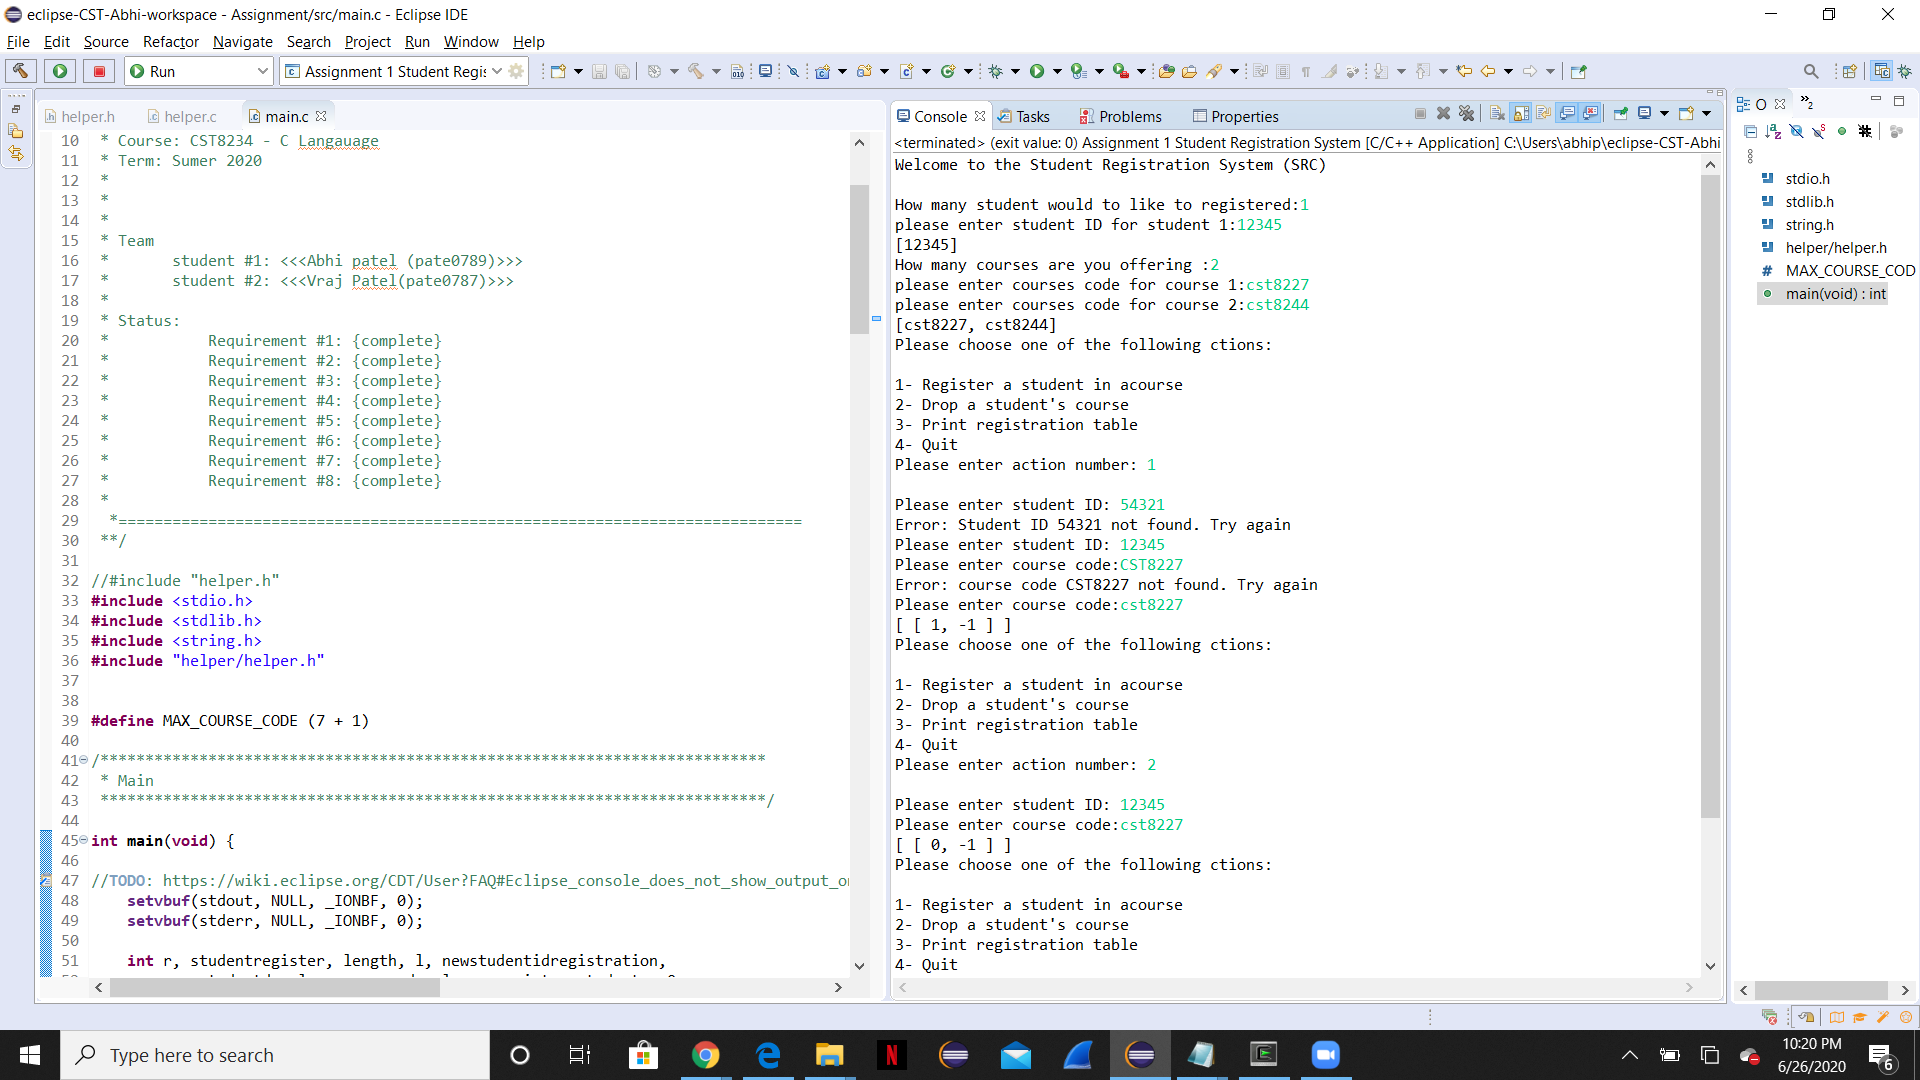 eclipse-CST-Abhi-workspace - Assignment/src/main.c - Eclipse IDE
File Edit Source Refactor Navigate Search Project Run Window Help
Run
Assignment 1 Student Regis
helper.h helper.c main.c
10 * Course: CST8234 - C Langauage
11 * Term: Sumer 2020
12 *
13 *
14 *
15 * Team
16 * student #1: <<<Abhi patel (pate0789)>>>
17 * student #2: <<<Vraj Patel(pate0787)>>>
18 *
19 * Status:
20 * Requirement #1: {complete}
21 * Requirement #2: {complete}
22 * Requirement #3: {complete}
23 * Requirement #4: {complete}
24 * Requirement #5: {complete}
25 * Requirement #6: {complete}
26 * Requirement #7: {complete}
27 * Requirement #8: {complete}
28 *
29 *============================================================================
30 **/
31
32 //#include "helper.h"
33 #include <stdio.h>
34 #include <stdlib.h>
35 #include <string.h>
36 #include "helper/helper.h"
37
38
39 #define MAX_COURSE_CODE (7 + 1)
40
41 /**************************************************************************
42 * Main
43 **************************************************************************/
44
45 int main(void) {
46
47 //TODO: https://wiki.eclipse.org/CDT/User?FAQ#Eclipse_console_does_not_show_output_o
48 setvbuf(stdout, NULL, _IONBF, 0);
49 setvbuf(stderr, NULL, _IONBF, 0);
50
51 int r, studentregister, length, l, newstudentidregistration,
Console Tasks Problems Properties
<terminated> (exit value: 0) Assignment 1 Student Registration System [C/C++ Application] C:\Users\abhip\eclipse-CST-Abhi
Welcome to the Student Registration System (SRC)
How many student would to like to registered:1
please enter student ID for student 1:12345
[12345]
How many courses are you offering :2
please enter courses code for course 1:cst8227
please enter courses code for course 2:cst8244
[cst8227, cst8244]
Please choose one of the following ctions:
1- Register a student in acourse
2- Drop a student's course
3- Print registration table
4- Quit
Please enter action number: 1
Please enter student ID: 54321
Error: Student ID 54321 not found. Try again
Please enter student ID: 12345
Please enter course code:CST8227
Error: course code CST8227 not found. Try again
Please enter course code:cst8227
[ [ 1, -1 ] ]
Please choose one of the following ctions:
1- Register a student in acourse
2- Drop a student's course
3- Print registration table
4- Quit
Please enter action number: 2
Please enter student ID: 12345
Please enter course code:cst8227
[ [ 0, -1 ] ]
Please choose one of the following ctions:
1- Register a student in acourse
2- Drop a student's course
3- Print registration table
4- Quit
O
stdio.h
stdlib.h
string.h
helper/helper.h
MAX_COURSE_COD
main(void) : int
Type here to search
10:20 PM
6/26/2020
6